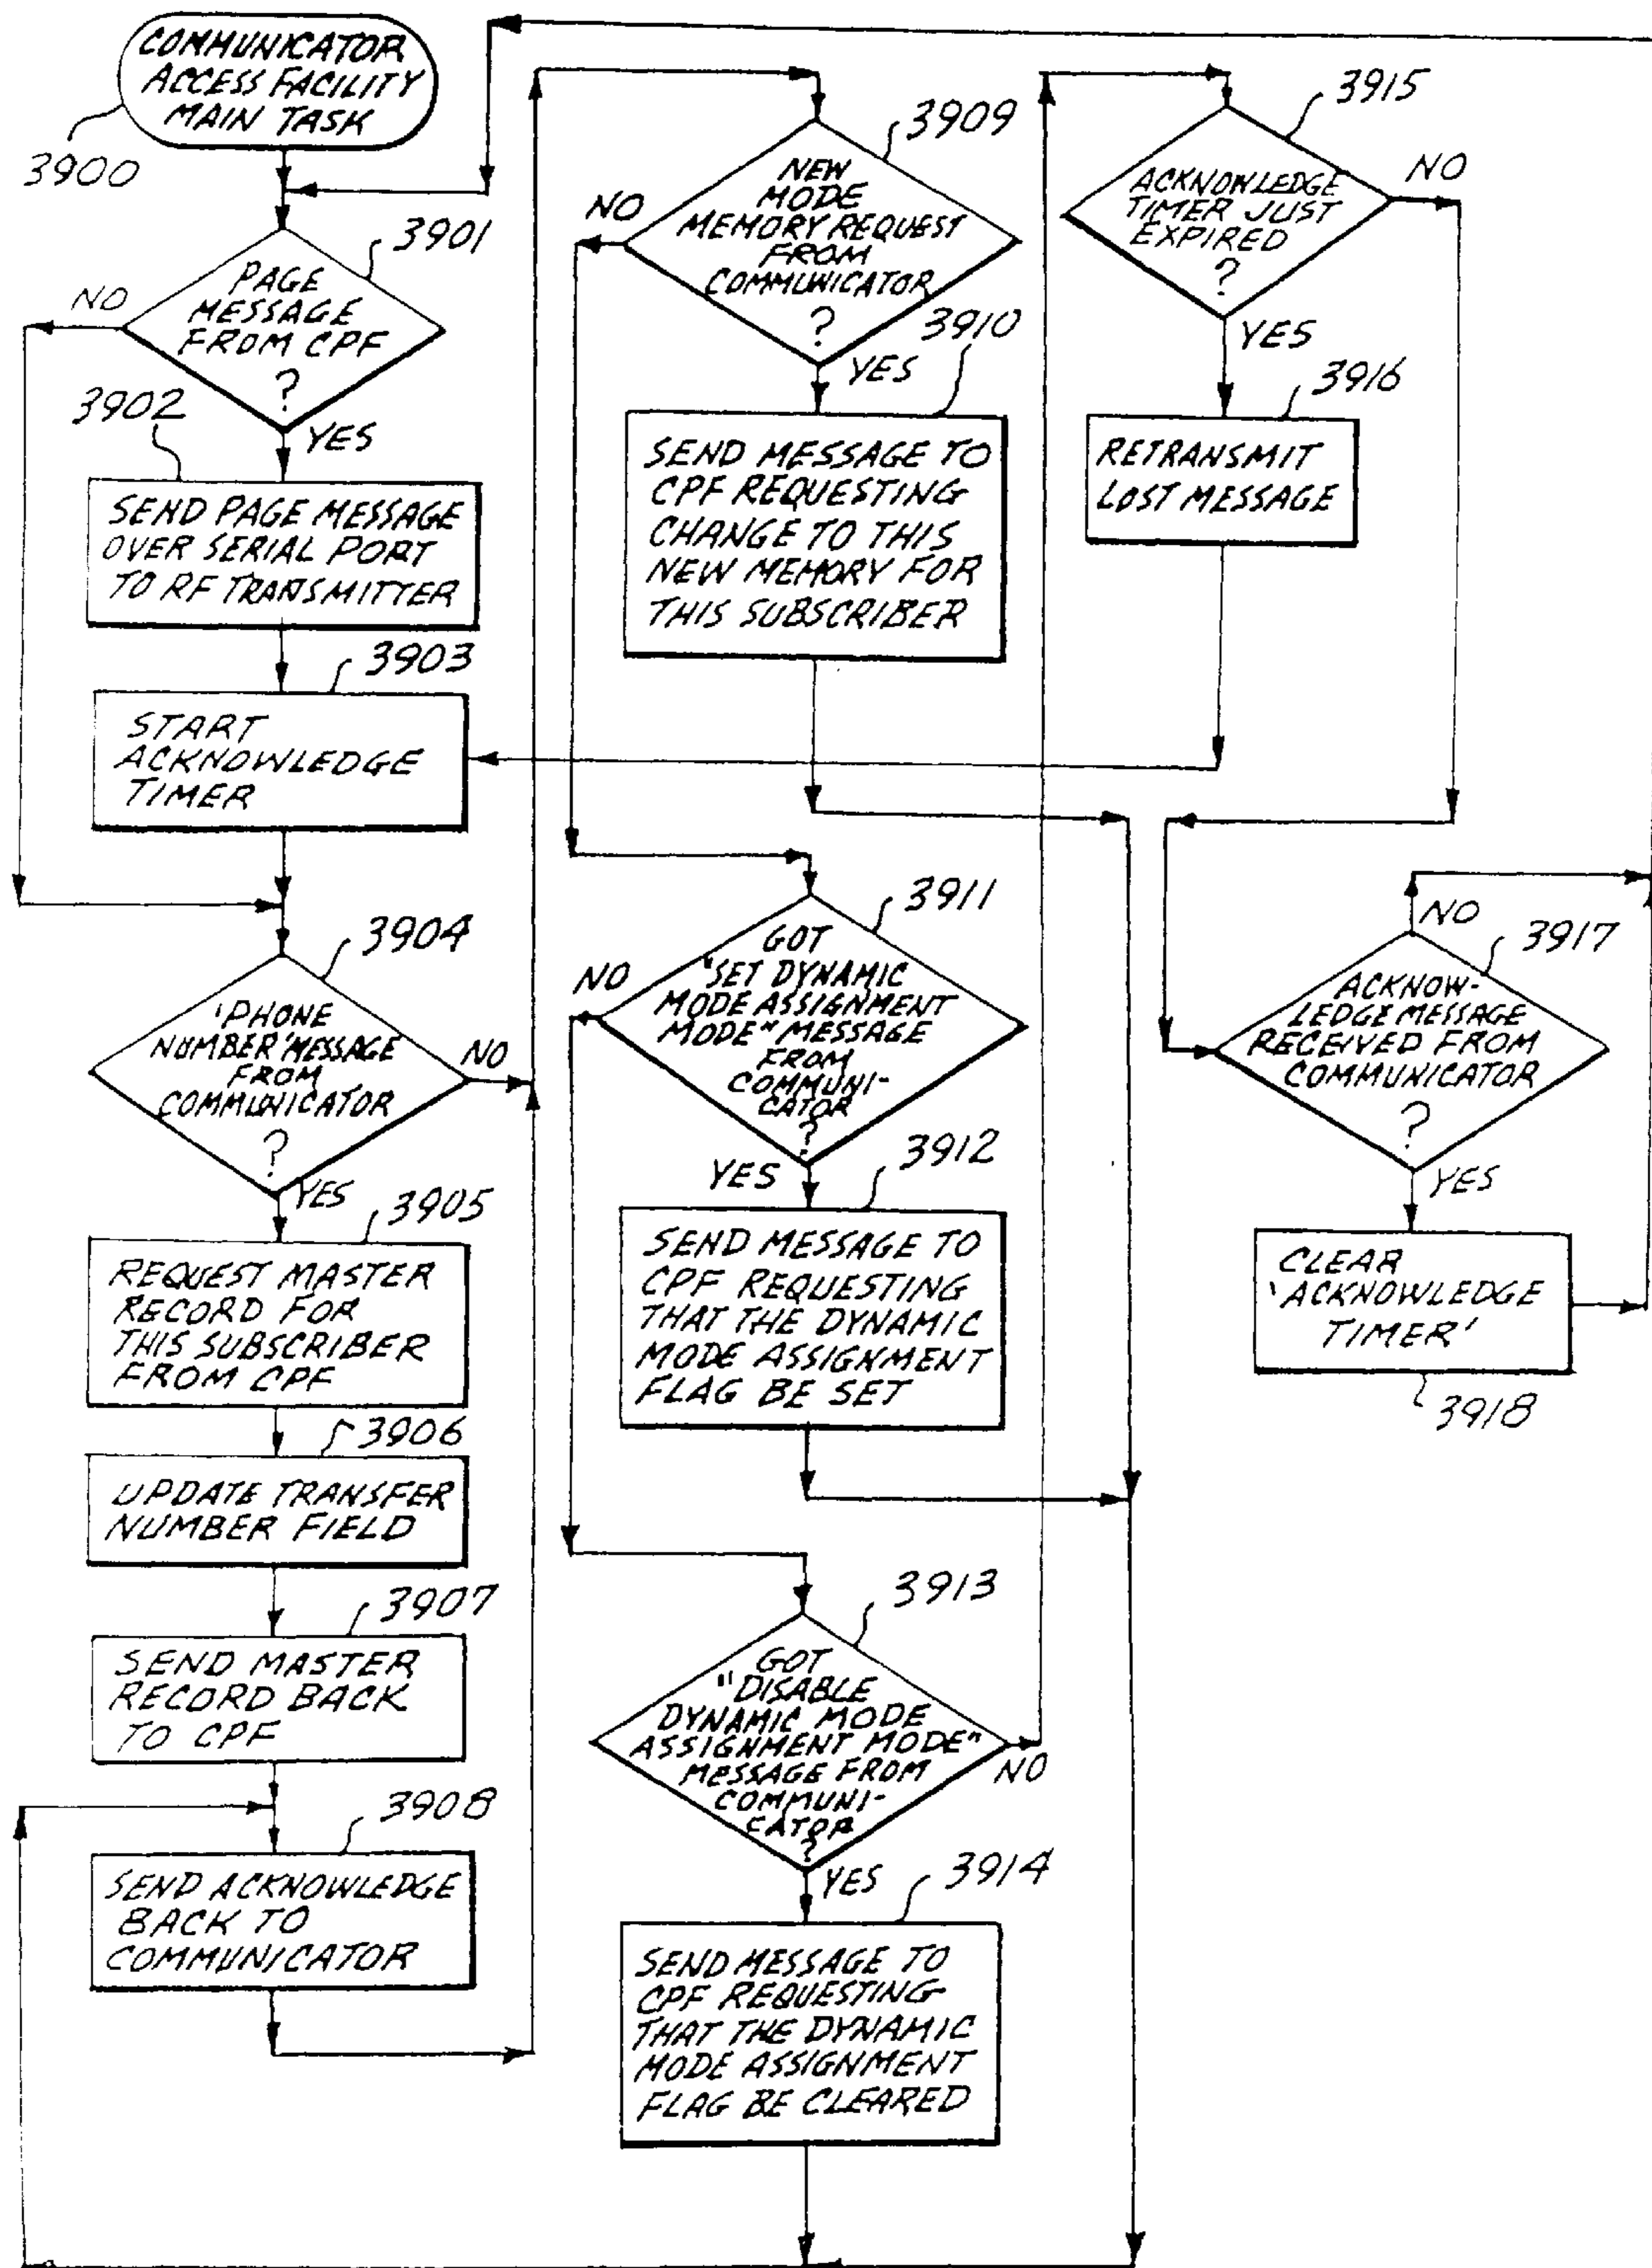 COMMUNICATOR
ACCESS FACILITY
MAIN TASK
3900
3901
PAGE
MESSAGE
FROM CPF
?
NO
YES
3902
SEND PAGE MESSAGE
OVER SERIAL PORT
TO RF TRANSMITTER
3903
START
ACKNOWLEDGE
TIMER
3904
'PHONE
NUMBER' MESSAGE
FROM
COMMUNICATOR
?
NO
YES
3905
REQUEST MASTER
RECORD FOR
THIS SUBSCRIBER
FROM CPF
3906
UPDATE TRANSFER
NUMBER FIELD
3907
SEND MASTER
RECORD BACK
TO CPF
3908
SEND ACKNOWLEDGE
BACK TO
COMMUNICATOR
3909
NEW
MODE
MEMORY REQUEST
FROM
COMMUNICATOR
?
NO
YES
3910
SEND MESSAGE TO
CPF REQUESTING
CHANGE TO THIS
NEW MEMORY FOR
THIS SUBSCRIBER
3911
GOT
"SET DYNAMIC
MODE ASSIGNMENT
MODE" MESSAGE
FROM
COMMUNI-
CATOR
?
NO
YES
3912
SEND MESSAGE TO
CPF REQUESTING
THAT THE DYNAMIC
MODE ASSIGNMENT
FLAG BE SET
3913
GOT
"DISABLE
DYNAMIC MODE
ASSIGNMENT MODE"
MESSAGE FROM
COMMUNI-
CATOR
?
NO
YES
3914
SEND MESSAGE TO
CPF REQUESTING
THAT THE DYNAMIC
MODE ASSIGNMENT
FLAG BE CLEARED
3915
ACKNOWLEDGE
TIMER JUST
EXPIRED
?
NO
YES
3916
RETRANSMIT
LOST MESSAGE
3917
ACKNOW-
LEDGE MESSAGE
RECEIVED FROM
COMMUNICATOR
?
NO
YES
CLEAR
'ACKNOWLEDGE
TIMER'
3918